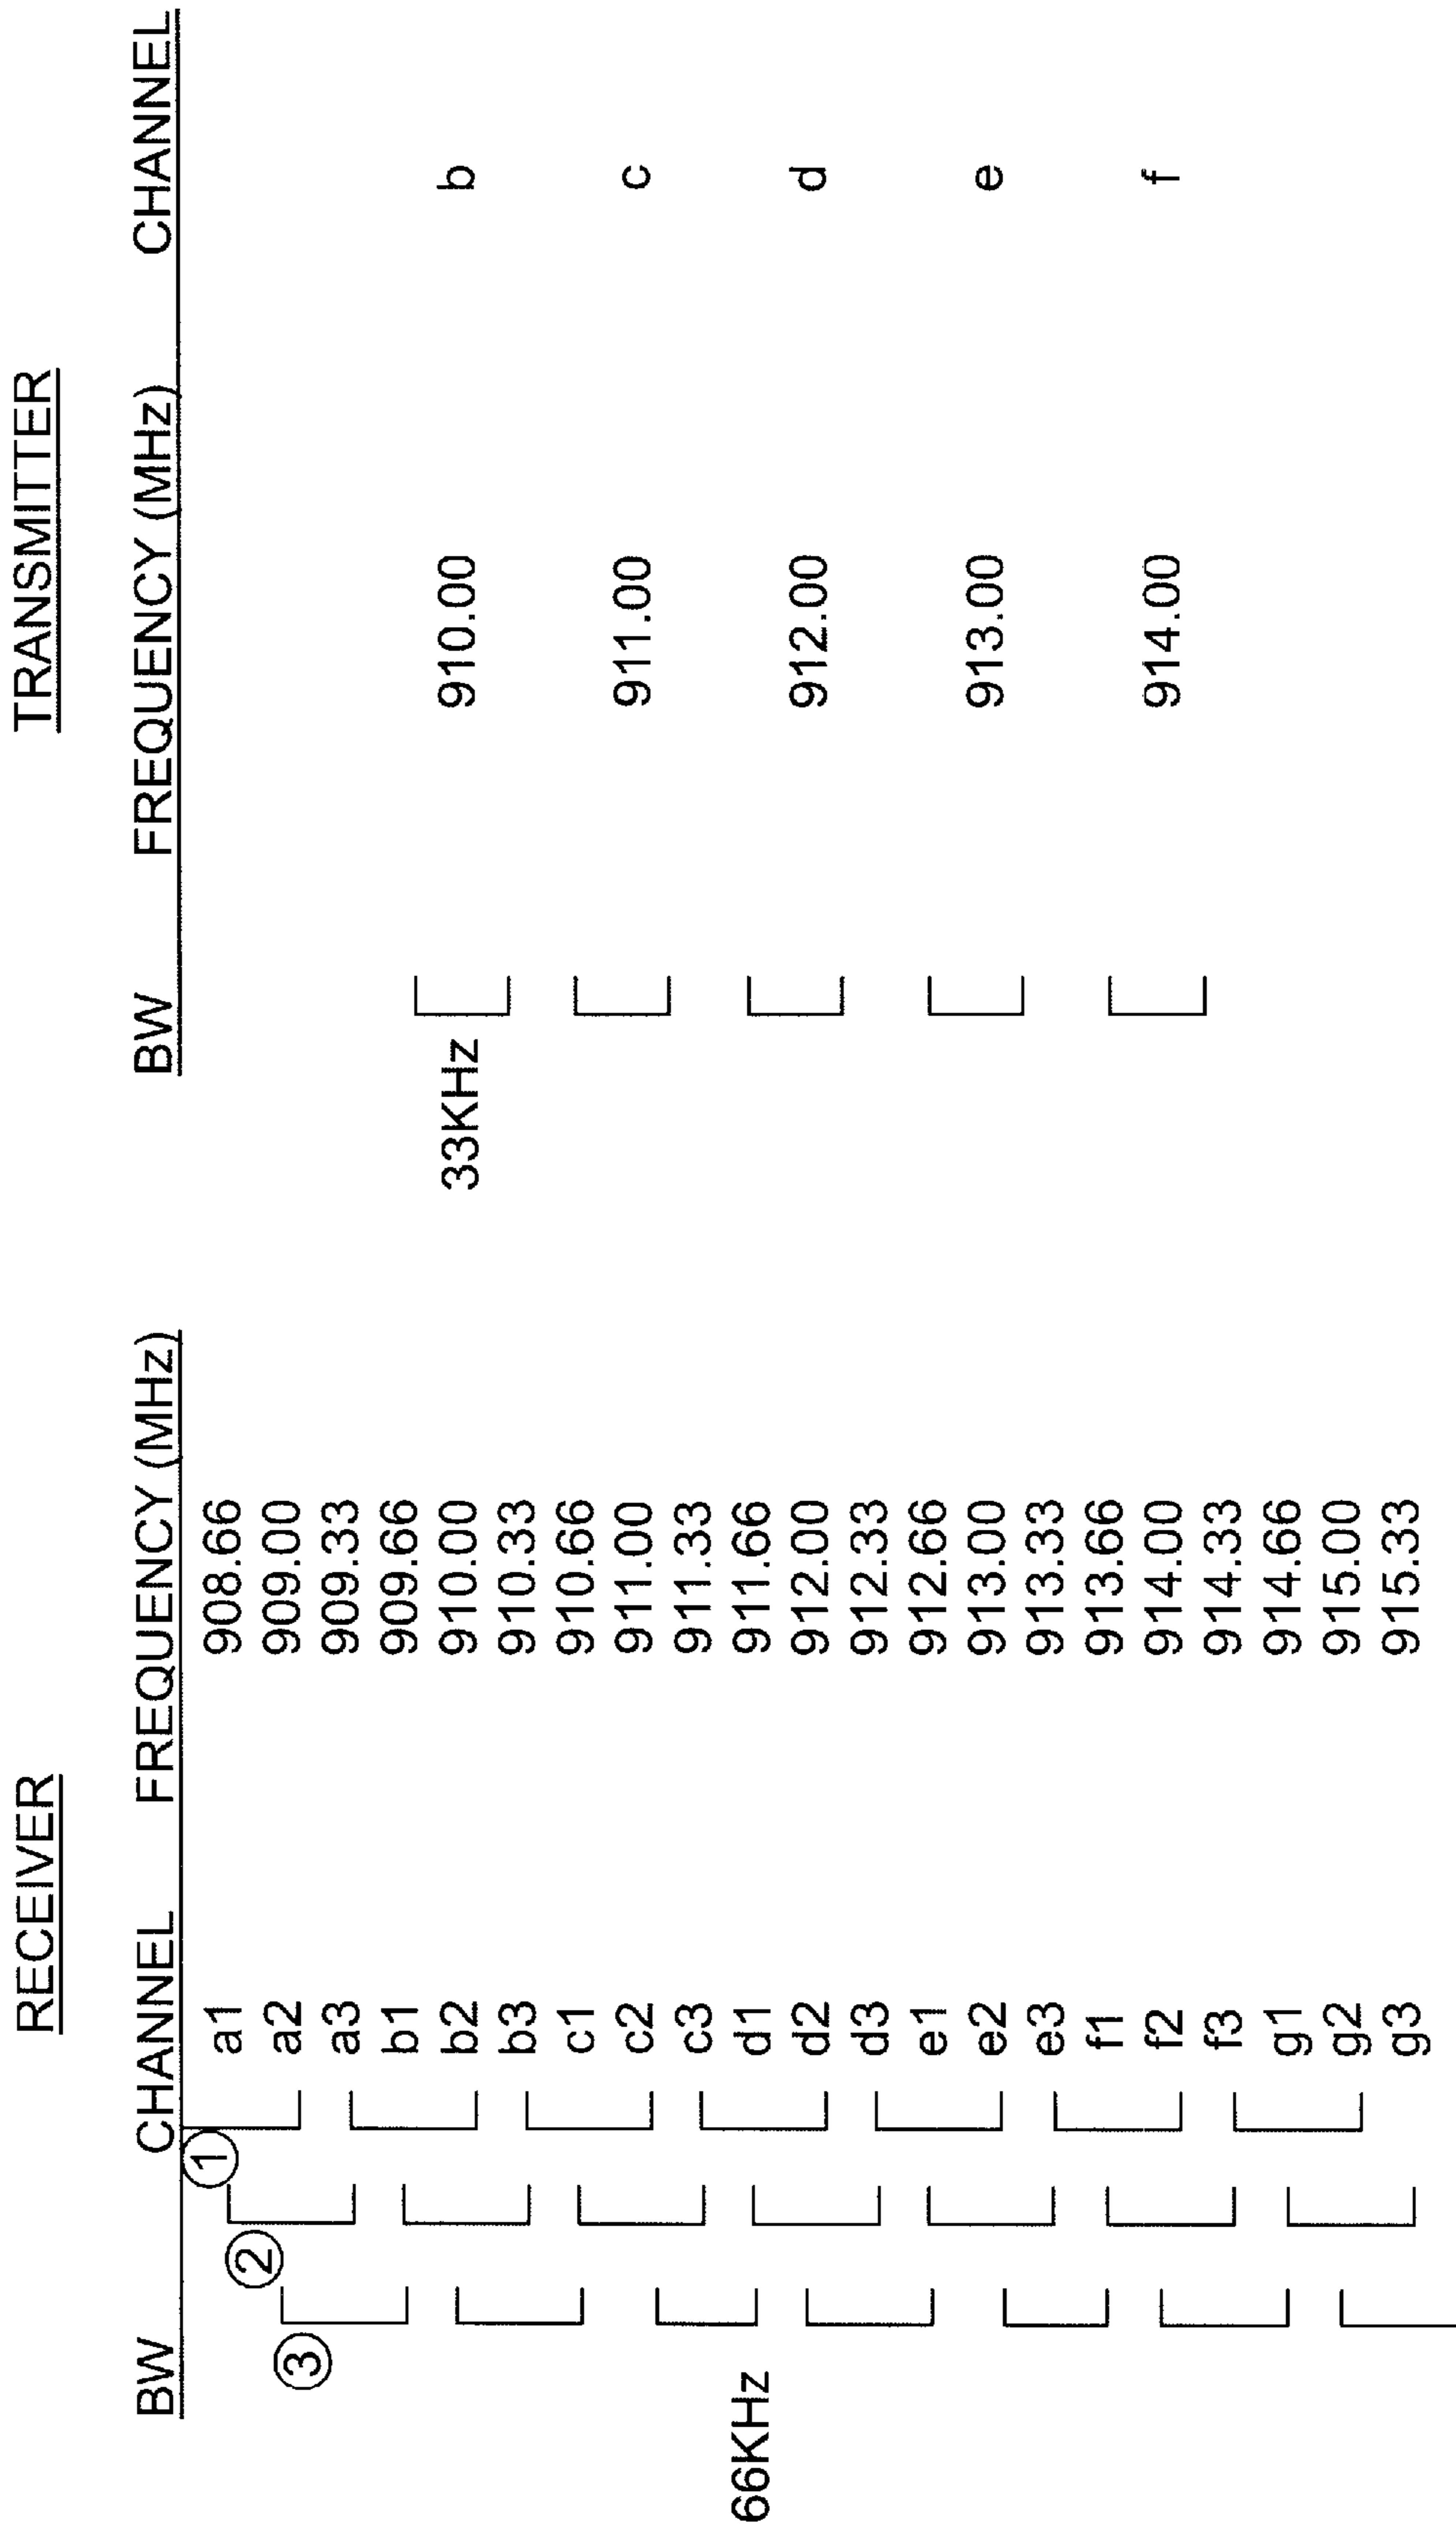 RECEIVER TRANSMITTER
BW CHANNEL FREQUENCY (MHz) BW FREQUENCY (MHz) CHANNEL
① a1 908.66
② a2 909.00
③ a3 909.33
b1 909.66
b2 910.00 33KHz 910.00 b
b3 910.33
c1 910.66
c2 911.00 911.00 c
c3 911.33
66KHz d1 911.66
d2 912.00 912.00 d
d3 912.33
e1 912.66
e2 913.00 913.00 e
e3 913.33
f1 913.66
f2 914.00 914.00 f
f3 914.33
g1 914.66
g2 915.00
g3 915.33